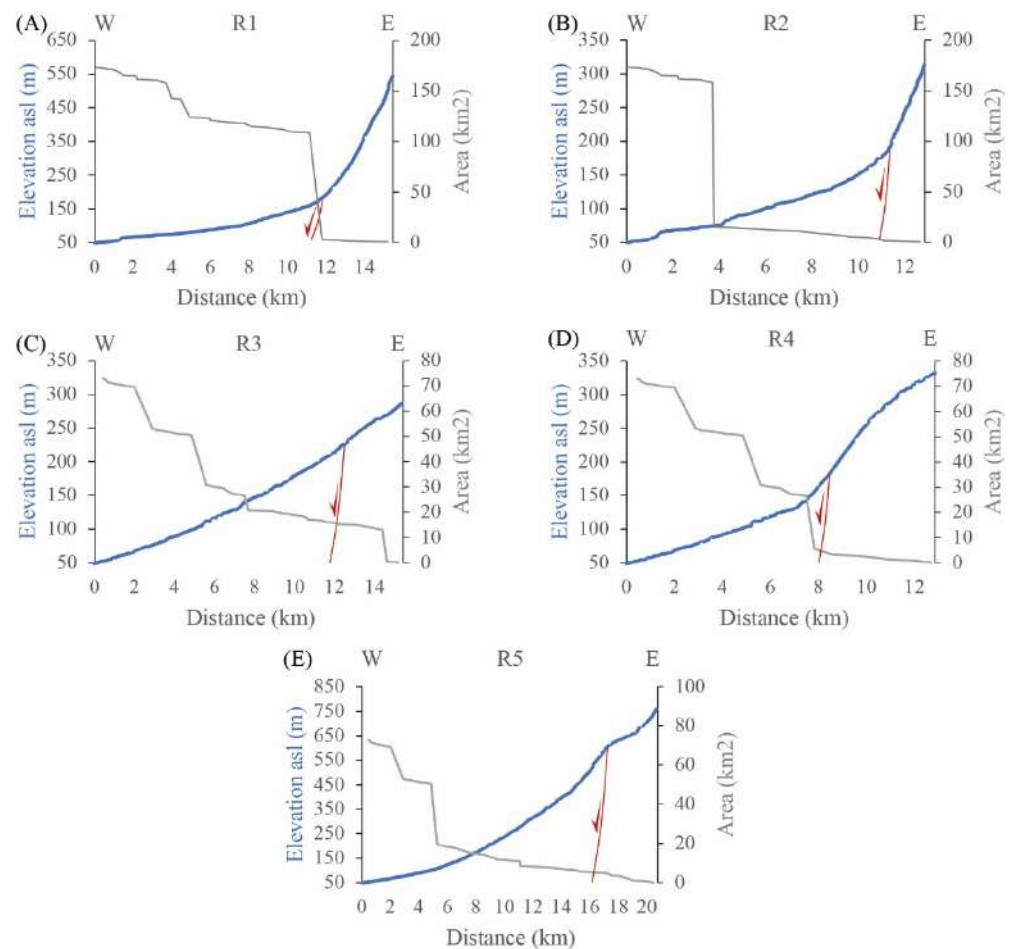 (A) W R1 E
650
550
450
350
250
150
50
Elevation asl (m)
200
150
100
50
0
Area (km2)
0 2 4 6 8 10 12 14
Distance (km)
(B) W R2 E
350
300
250
200
150
100
50
Elevation asl (m)
200
150
100
50
0
Area (km2)
0 2 4 6 8 10 12
Distance (km)
(C) W R3 E
350
300
250
200
150
100
50
Elevation asl (m)
80
70
60
50
40
30
20
10
0
Area (km2)
0 2 4 6 8 10 12 14
Distance (km)
(D) W R4 E
350
300
250
200
150
100
50
Elevation asl (m)
80
70
60
50
40
30
20
10
0
Area (km2)
0 2 4 6 8 10 12
Distance (km)
(E) W R5 E
850
750
650
550
450
350
250
150
50
Elevation asl (m)
100
80
60
40
20
0
Area (km2)
0 2 4 6 8 10 12 14 16 18 20
Distance (km)